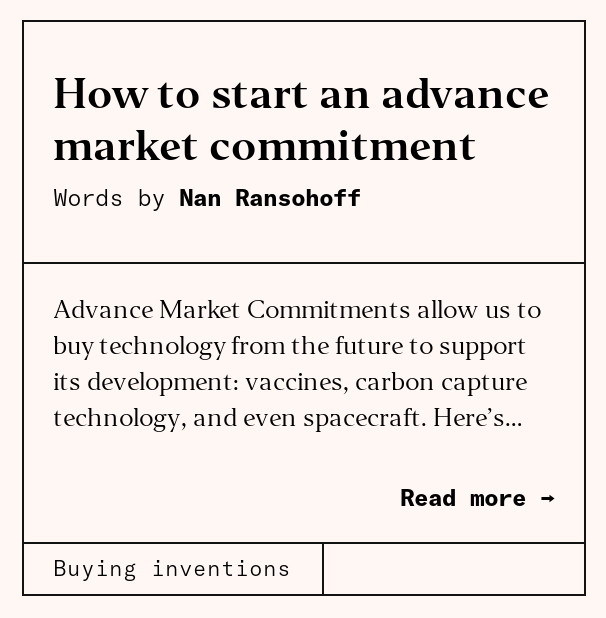 How to start an advance
market commitment
Words by Nan Ransohoff
Advance Market Commitments allow us to
buy technology from the future to support
its development: vaccines, carbon capture
technology, and even spacecraft. Here’s...
Read more →
Buying inventions